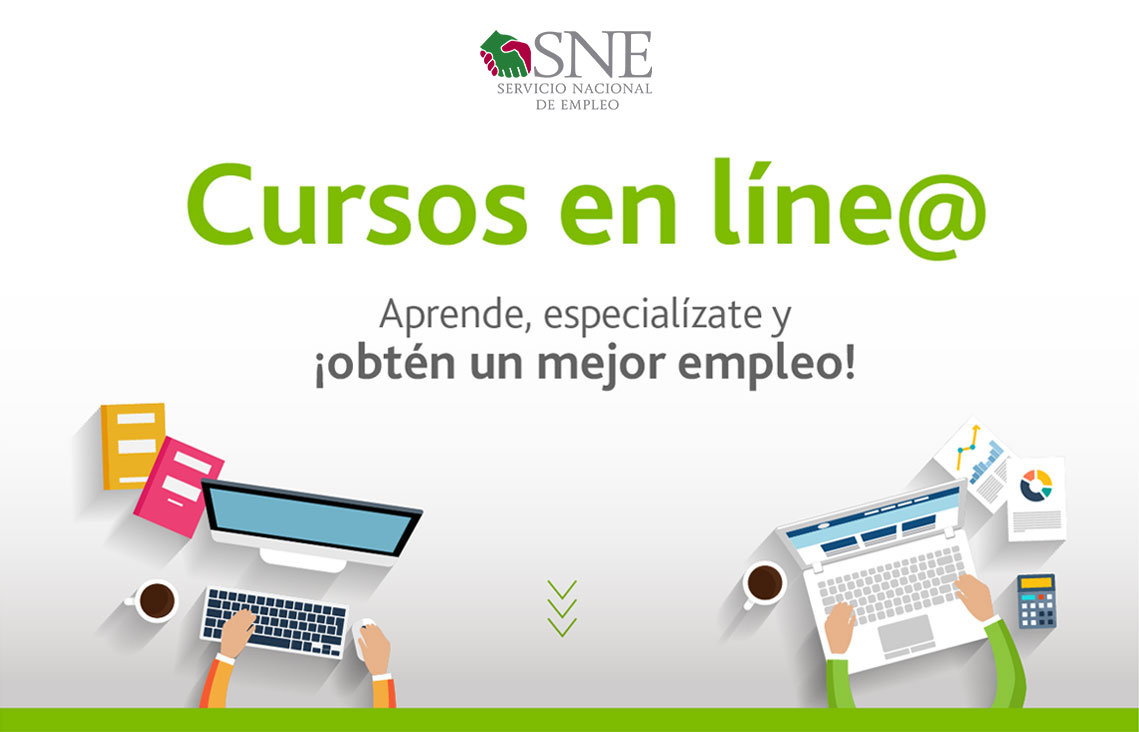 SNE
SERVICIO NACIONAL
DE EMPLEO
Cursos en líne@
Aprende, especialízate y
¡obtén un mejor empleo!